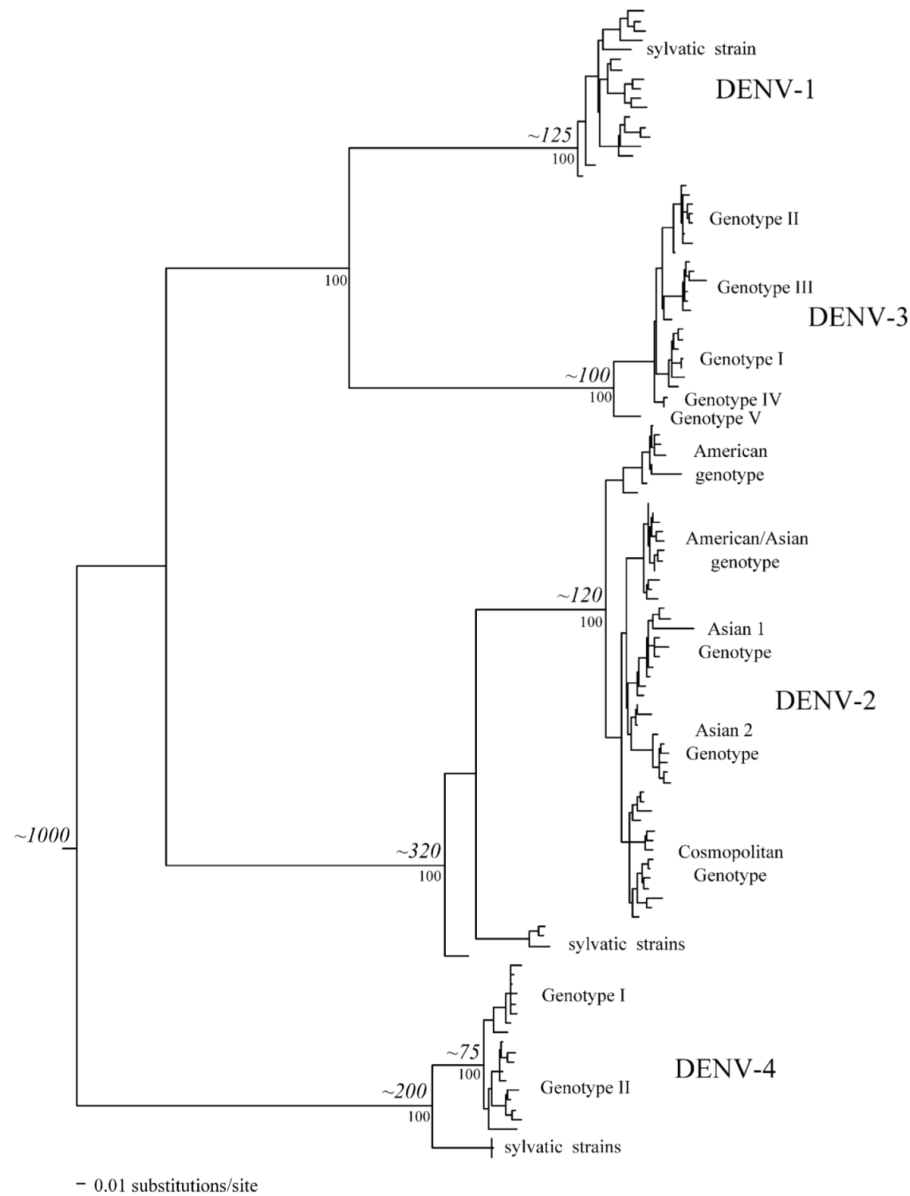 sylvatic strain
DENV-1
~125
100
Genotype II
100
Genotype III
DENV-3
Genotype I
~100
100
Genotype IV
Genotype V
American
genotype
American/Asian
genotype
~120
100
Asian 1
Genotype
DENV-2
Asian 2
Genotype
~1000
~320
100
Cosmopolitan
Genotype
sylvatic strains
Genotype I
~75
100
DENV-4
Genotype II
~200
100
sylvatic strains
0.01 substitutions/site